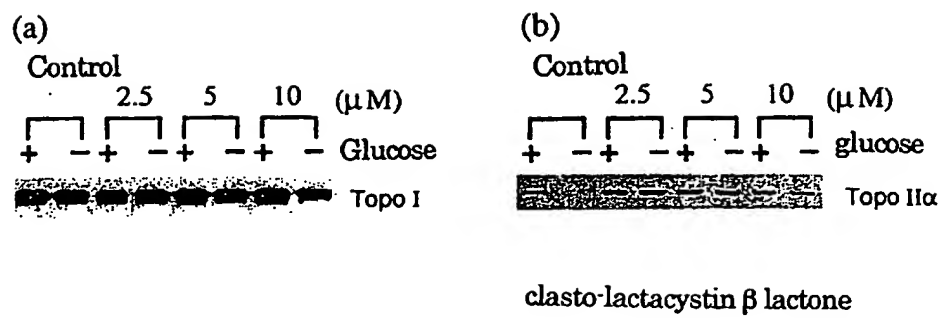 (a)
Control
2.5 5 10 (μM)
+ − + − + − + − Glucose
Topo I
(b)
Control
2.5 5 10 (μM)
+ − + − + − + − glucose
Topo IIα
clasto-lactacystin β lactone